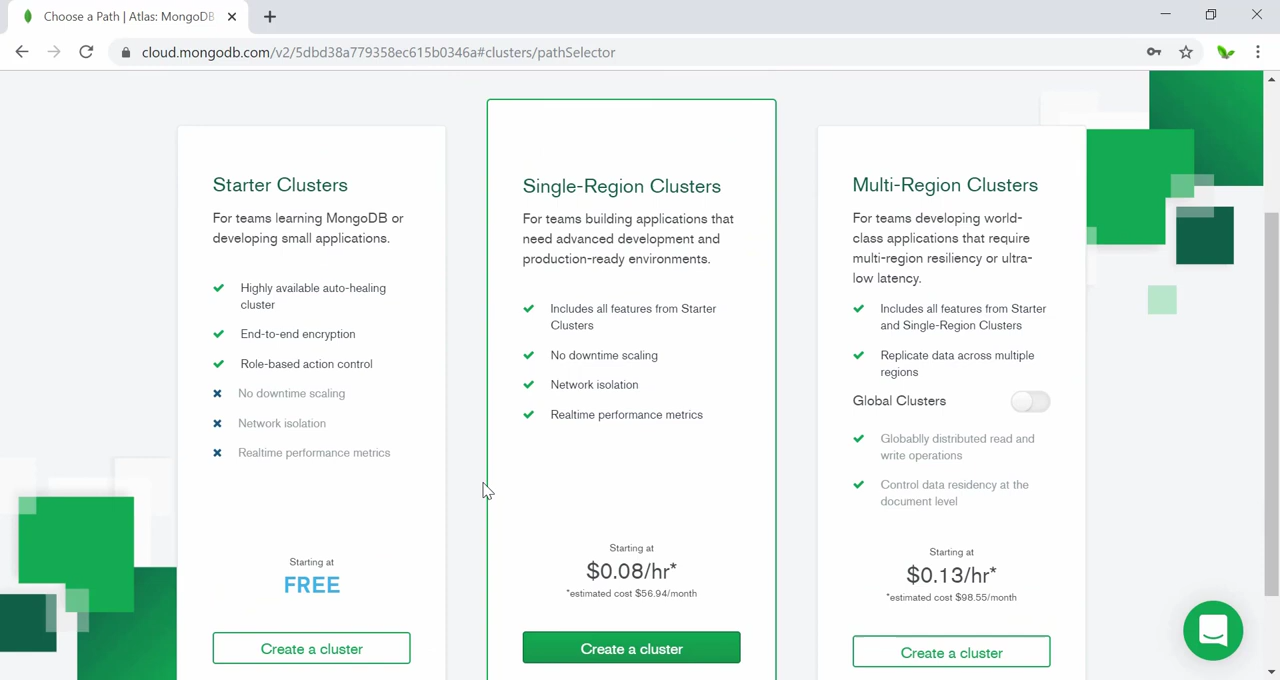 Choose a Path | Atlas: MongoDB
cloud.mongodb.com/v2/5dbd38a779358ec615b0346a#clusters/pathSelector
Starter Clusters
For teams learning MongoDB or
developing small applications.
Highly available auto-healing
cluster
End-to-end encryption
Role-based action control
No downtime scaling
Network isolation
Realtime performance metrics
Starting at
FREE
Create a cluster
Single-Region Clusters
For teams building applications that
need advanced development and
production-ready environments.
Includes all features from Starter
Clusters
No downtime scaling
Network isolation
Realtime performance metrics
Starting at
$0.08/hr*
*estimated cost $56.94/month
Create a cluster
Multi-Region Clusters
For teams developing world-
class applications that require
multi-region resiliency or ultra-
low latency.
Includes all features from Starter
and Single-Region Clusters
Replicate data across multiple
regions
Global Clusters
Globablly distributed read and
write operations
Control data residency at the
document level
Starting at
$0.13/hr*
*estimated cost $98.55/month
Create a cluster